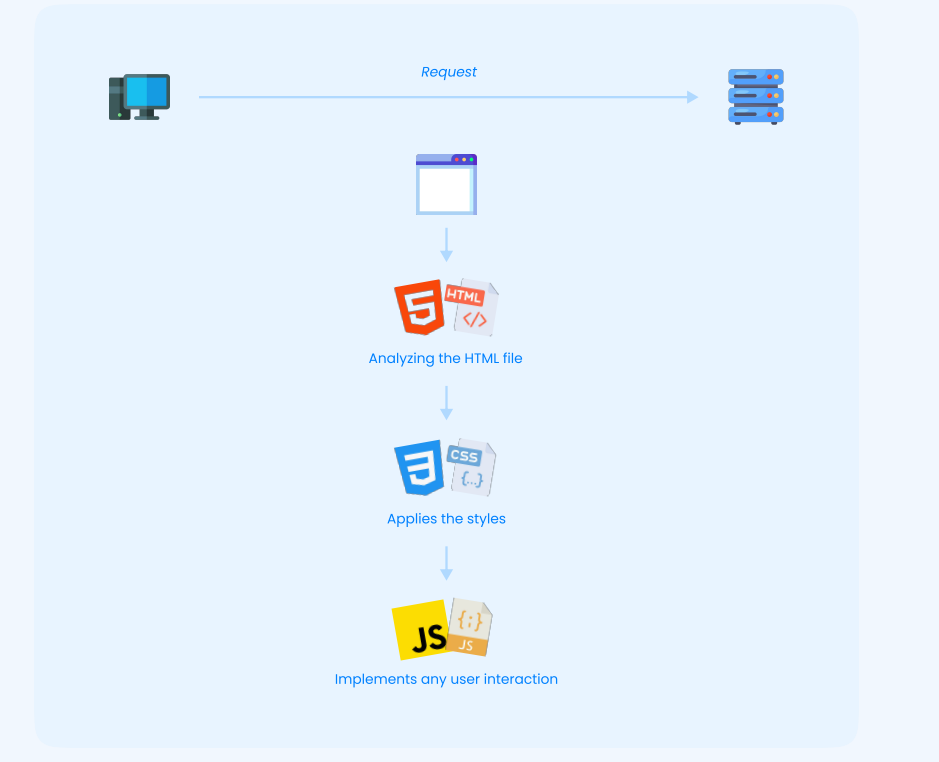 Request
HTML
</>
Analyzing the HTML file
CSS
{...}
Applies the styles
JS
{;}
JS
Implements any user interaction